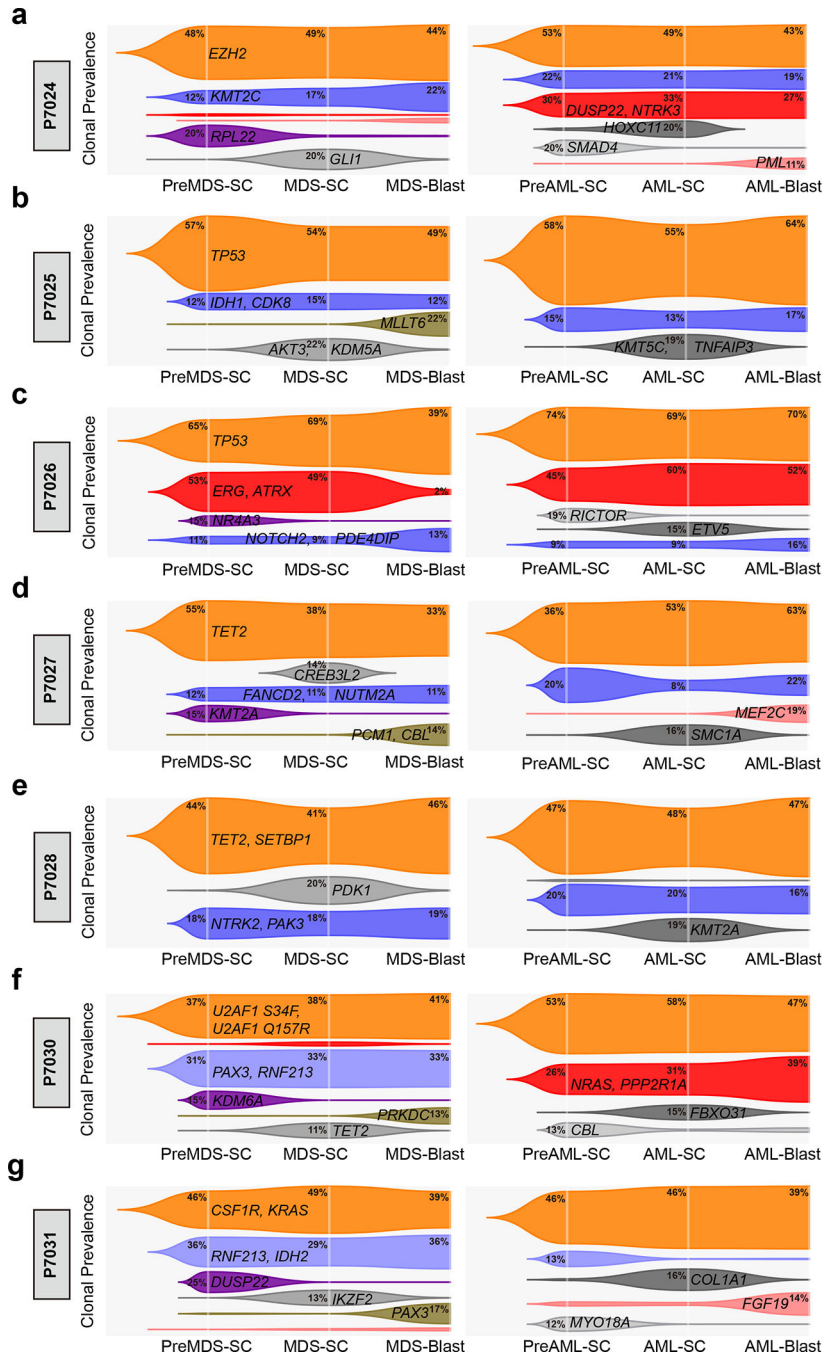 a
P7024
Clonal Prevalence
48% 49% 44%
EZH2
12% KMT2C 17% 22%
20% RPL22
20% GLI1
PreMDS-SC MDS-SC MDS-Blast
53% 49% 43%
22% 21% 19%
30% 33% 27%
DUSP22, NTRK3
HOXC11 20%
20% SMAD4
PML 11%
PreAML-SC AML-SC AML-Blast
b
P7025
Clonal Prevalence
57% 54% 49%
TP53
12% IDH1, CDK8 15% 12%
MLLT6 22%
AKT3, 22% KDM5A
PreMDS-SC MDS-SC MDS-Blast
58% 55% 64%
15% 13% 17%
KMT5C, 19% TNFAIP3
PreAML-SC AML-SC AML-Blast
c
P7026
Clonal Prevalence
65% 69% 39%
TP53
53% 49% 2%
ERG, ATRX
15% NR4A3
11% NOTCH2, 9% PDE4DIP 13%
PreMDS-SC MDS-SC MDS-Blast
74% 69% 70%
45% 60% 52%
19% RICTOR
15% ETV5
9% 9% 16%
PreAML-SC AML-SC AML-Blast
d
P7027
Clonal Prevalence
55% 38% 33%
TET2
14%
CREB3L2
12% FANCD2, 11% NUTM2A 11%
15% KMT2A
PCM1, CBL 14%
PreMDS-SC MDS-SC MDS-Blast
36% 53% 63%
20% 8% 22%
MEF2C 19%
16% SMC1A
PreAML-SC AML-SC AML-Blast
e
P7028
Clonal Prevalence
44% 41% 46%
TET2, SETBP1
20% PDK1
18% NTRK2, PAK3 18% 19%
PreMDS-SC MDS-SC MDS-Blast
47% 48% 47%
20% 20% 16%
19% KMT2A
PreAML-SC AML-SC AML-Blast
f
P7030
Clonal Prevalence
37% 38% 41%
U2AF1 S34F,
U2AF1 Q157R
31% 33% 33%
PAX3, RNF213
15% KDM6A
PRKDC 13%
11% TET2
PreMDS-SC MDS-SC MDS-Blast
53% 58% 47%
26% 31% 39%
NRAS, PPP2R1A
15% FBXO31
13% CBL
PreAML-SC AML-SC AML-Blast
g
P7031
Clonal Prevalence
46% 49% 39%
CSF1R, KRAS
36% 29% 36%
RNF213, IDH2
25% DUSP22
13% IKZF2
PAX3 17%
PreMDS-SC MDS-SC MDS-Blast
46% 46% 39%
13%
16% COL1A1
FGF19 14%
12% MYO18A
PreAML-SC AML-SC AML-Blast